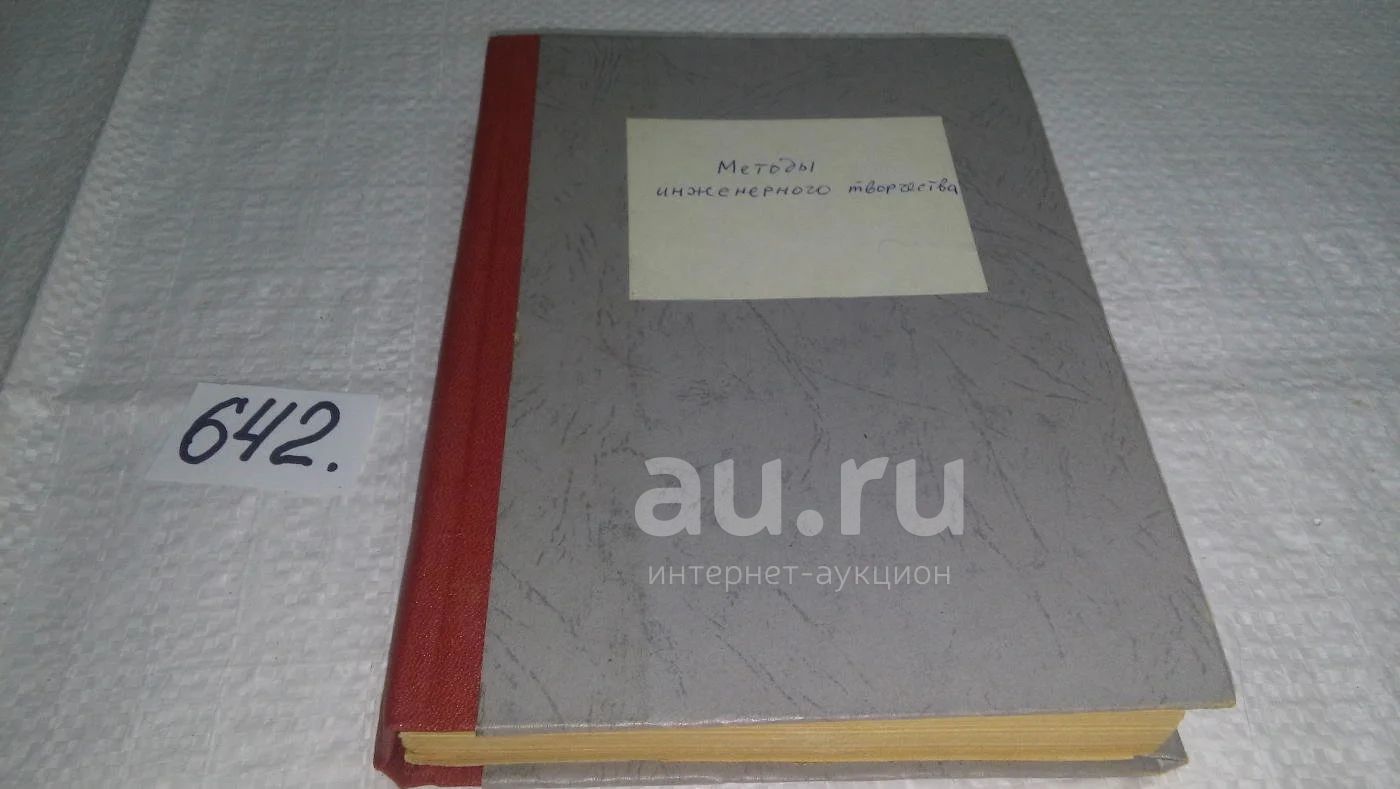 Методы
инженерного творчества
642.
au.ru
интернет-аукцион